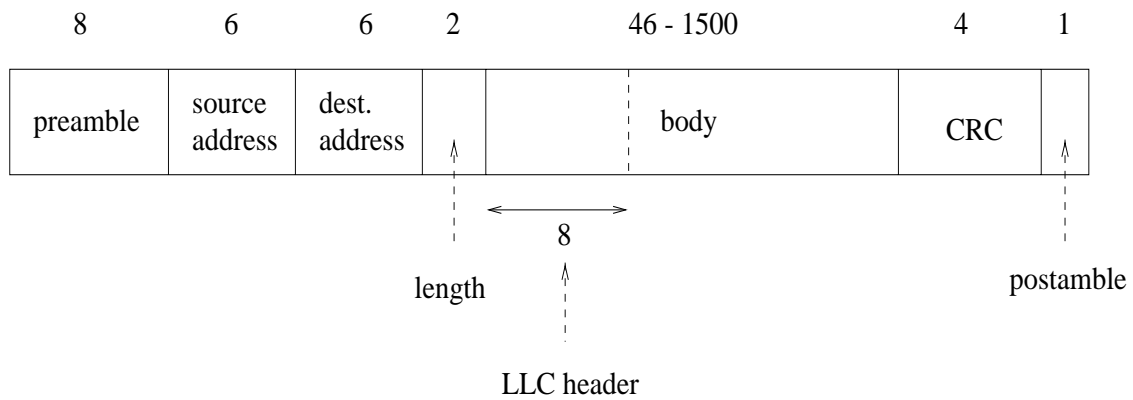 8 6 6 2 46 - 1500 4 1
preamble
source
address
dest.
address
body
CRC
8
length
postamble
LLC header